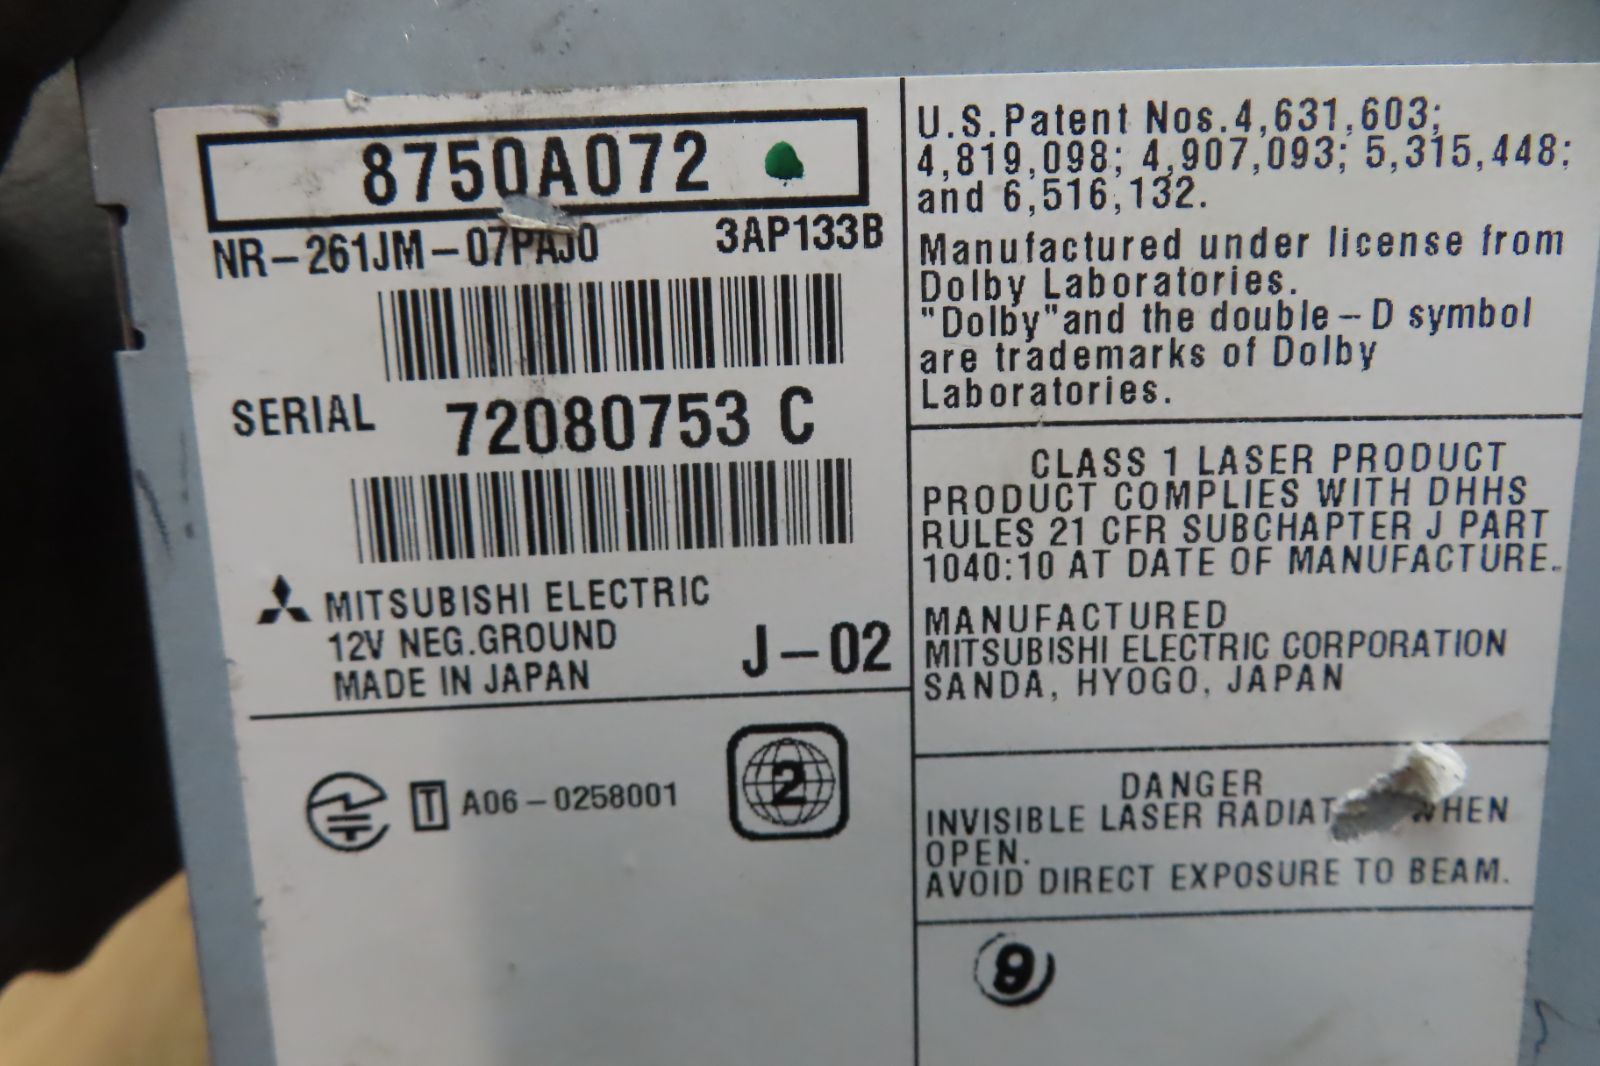 8750A072
NR-261JM-07PAJ0 3AP133B
SERIAL 72080753 C
MITSUBISHI ELECTRIC
12V NEG.GROUND
MADE IN JAPAN
J-02
T A06-0258001
2
U.S.Patent Nos.4,631,603;
4,819,098; 4,907,093; 5,315,448;
and 6,516,132.
Manufactured under license from
Dolby Laboratories.
"Dolby"and the double-D symbol
are trademarks of Dolby
Laboratories.
CLASS 1 LASER PRODUCT
PRODUCT COMPLIES WITH DHHS
RULES 21 CFR SUBCHAPTER J PART
1040:10 AT DATE OF MANUFACTURE.
MANUFACTURED
MITSUBISHI ELECTRIC CORPORATION
SANDA, HYOGO, JAPAN
DANGER
INVISIBLE LASER WHEN
OPEN.
AVOID DIRECT EXPOSURE TO BEAM.